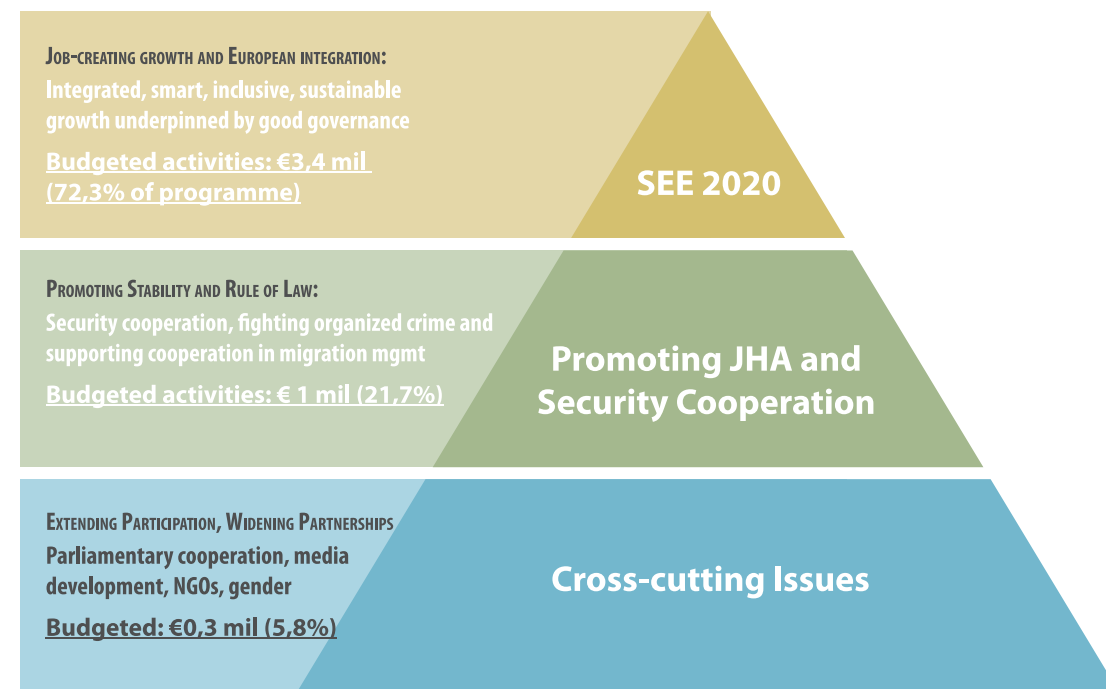 Job-creating growth and European integration:
Integrated, smart, inclusive, sustainable
growth underpinned by good governance
Budgeted activities: €3,4 mil
(72,3% of programme)
SEE 2020
Promoting Stability and Rule of Law:
Security cooperation, fighting organized crime and
supporting cooperation in migration mgmt
Budgeted activities: € 1 mil (21,7%)
Promoting JHA and
Security Cooperation
Extending Participation, Widening Partnerships
Parliamentary cooperation, media
development, NGOs, gender
Budgeted: €0,3 mil (5,8%)
Cross-cutting Issues